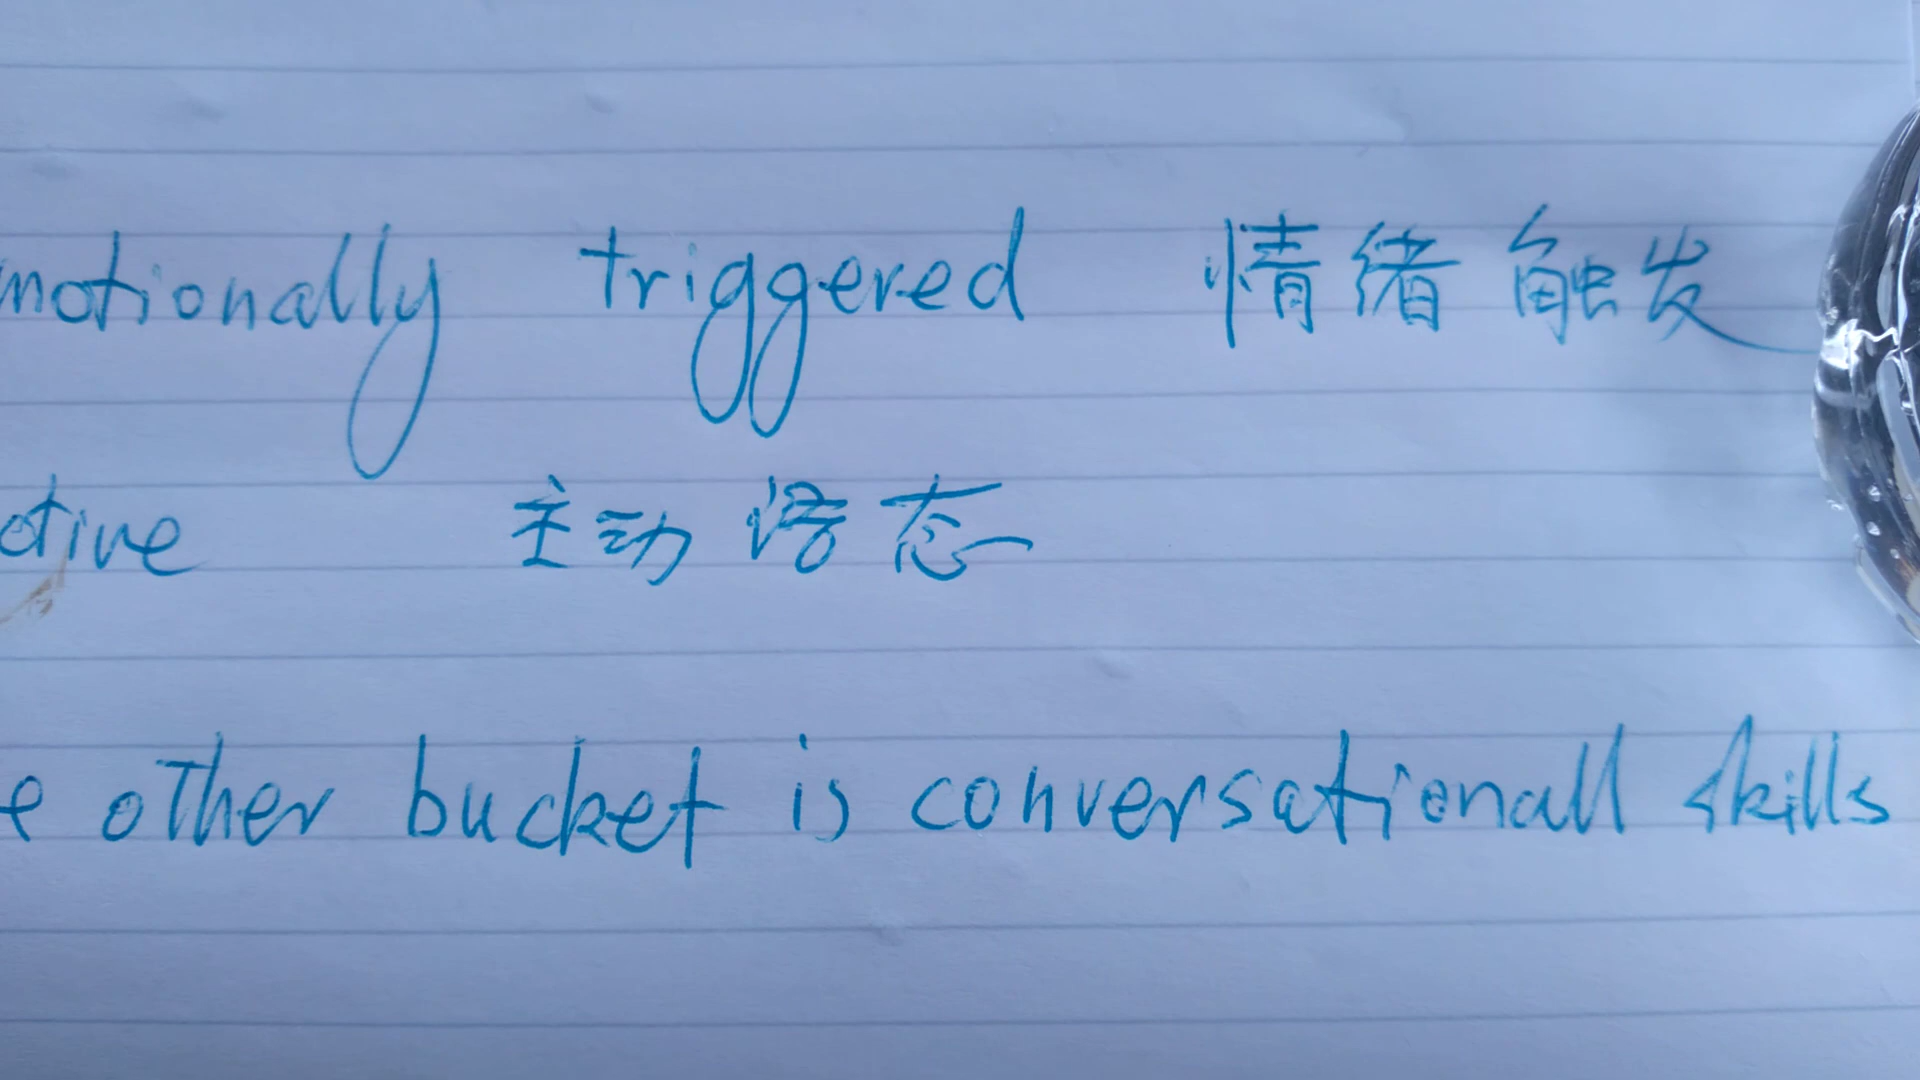 motionally triggered 情绪触发
ctive 主动语态
e other bucket is conversationall skills